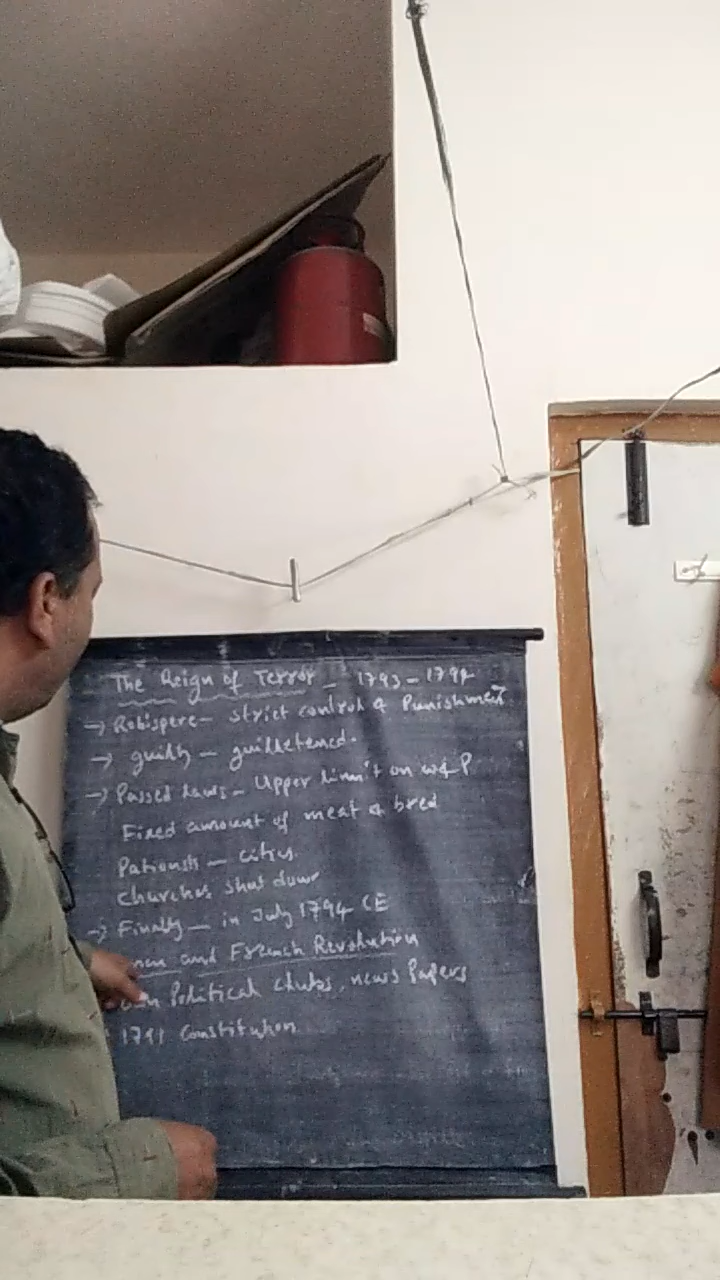 The Reign of Terror - 1793-1794
→ Robispere - strict control & Punishment
→ guilty - guilletened.
→ Passed Laws - Upper limit on w & P
Fixed amount of meat & bred
- cities.
Churches shut down
→ Finally - in July 1794 CE
and French Revolution
Political clubs, news Papers
1791 Constitution